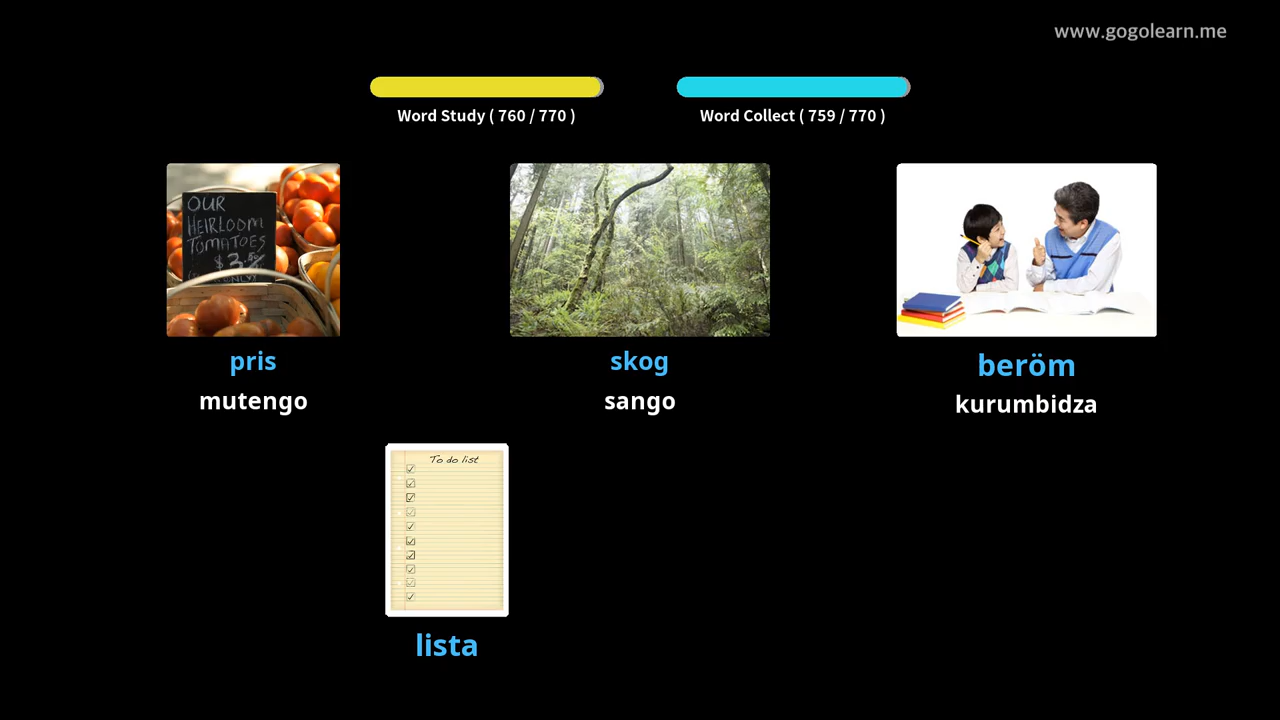 www.gogolearn.me
Word Study ( 760 / 770 )
Word Collect ( 759 / 770 )
OUR
HEIRLOOM
TOMATOES
pris
skog
beröm
mutengo
sango
kurumbidza
To do list
lista